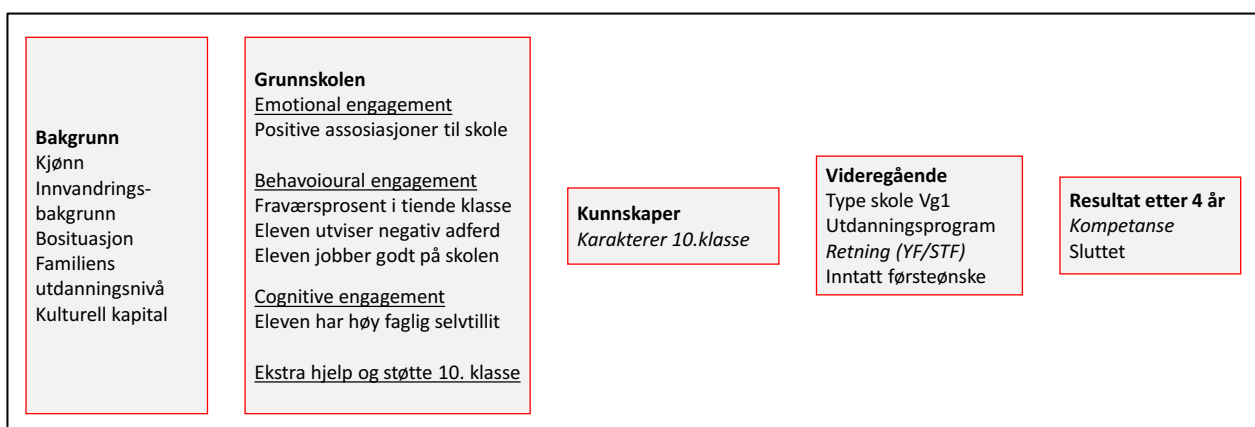 Bakgrunn
Kjønn
Innvandrings-
bakgrunn
Bosituasjon
Familiens
utdanningsnivå
Kulturell kapital
Grunnskolen
Emotional engagement
Positive assosiasjoner til skole
Behavoioural engagement
Fraværsprosent i tiende klasse
Eleven utviser negativ adferd
Eleven jobber godt på skolen
Cognitive engagement
Eleven har høy faglig selvtillit
Ekstra hjelp og støtte 10. klasse
Kunnskaper
Karakterer 10.klasse
Videregående
Type skole Vg1
Utdanningsprogram
Retning (YF/STF)
Inntatt førsteønske
Resultat etter 4 år
Kompetanse
Sluttet